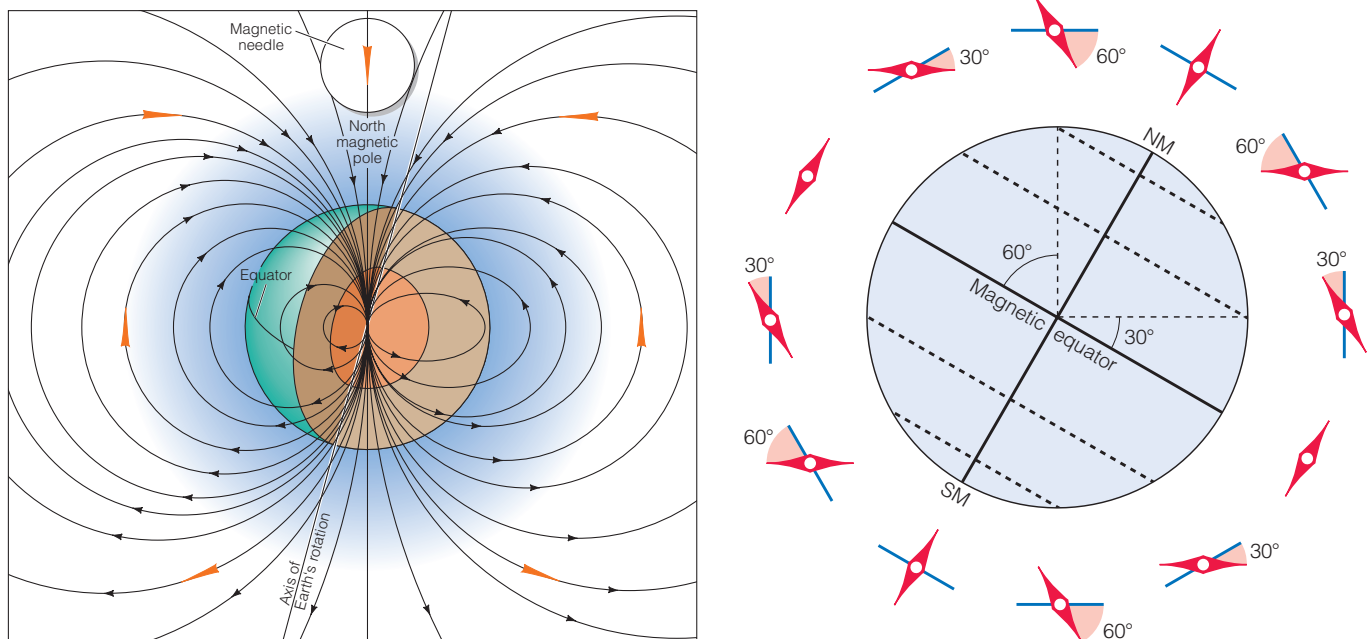 Magnetic
needle
North
magnetic
pole
Equator
Axis of
Earth's rotation
30°
60°
60°
30°
30°
60°
30°
60°
NM
60°
Magnetic
equator
30°
SM